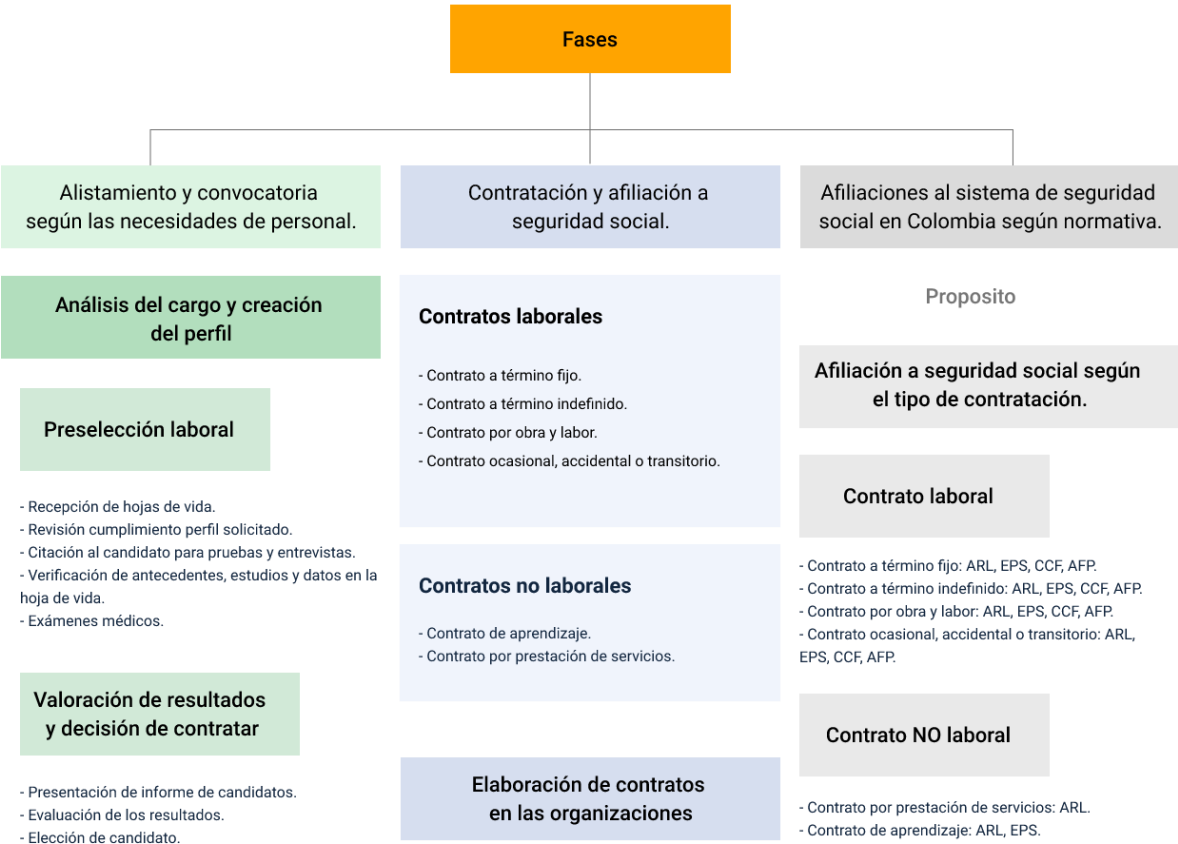 Fases
Alistamiento y convocatoria
según las necesidades de personal.
Análisis del cargo y creación
del perfil
Preselección laboral
- Recepción de hojas de vida.
- Revisión cumplimiento perfil solicitado.
- Citación al candidato para pruebas y entrevistas.
- Verificación de antecedentes, estudios y datos en la
hoja de vida.
- Exámenes médicos.
Valoración de resultados
y decisión de contratar
- Presentación de informe de candidatos.
- Evaluación de los resultados.
- Elección de candidato.
Contratación y afiliación a
seguridad social.
Contratos laborales
- Contrato a término fijo.
- Contrato a término indefinido.
- Contrato por obra y labor.
- Contrato ocasional, accidental o transitorio.
Contratos no laborales
- Contrato de aprendizaje.
- Contrato por prestación de servicios.
Elaboración de contratos
en las organizaciones
Afiliaciones al sistema de seguridad
social en Colombia según normativa.
Proposito
Afiliación a seguridad social según
el tipo de contratación.
Contrato laboral
- Contrato a término fijo: ARL, EPS, CCF, AFP.
- Contrato a término indefinido: ARL, EPS, CCF, AFP.
- Contrato por obra y labor: ARL, EPS, CCF, AFP.
- Contrato ocasional, accidental o transitorio: ARL,
EPS, CCF, AFP.
Contrato NO laboral
- Contrato por prestación de servicios: ARL.
- Contrato de aprendizaje: ARL, EPS.